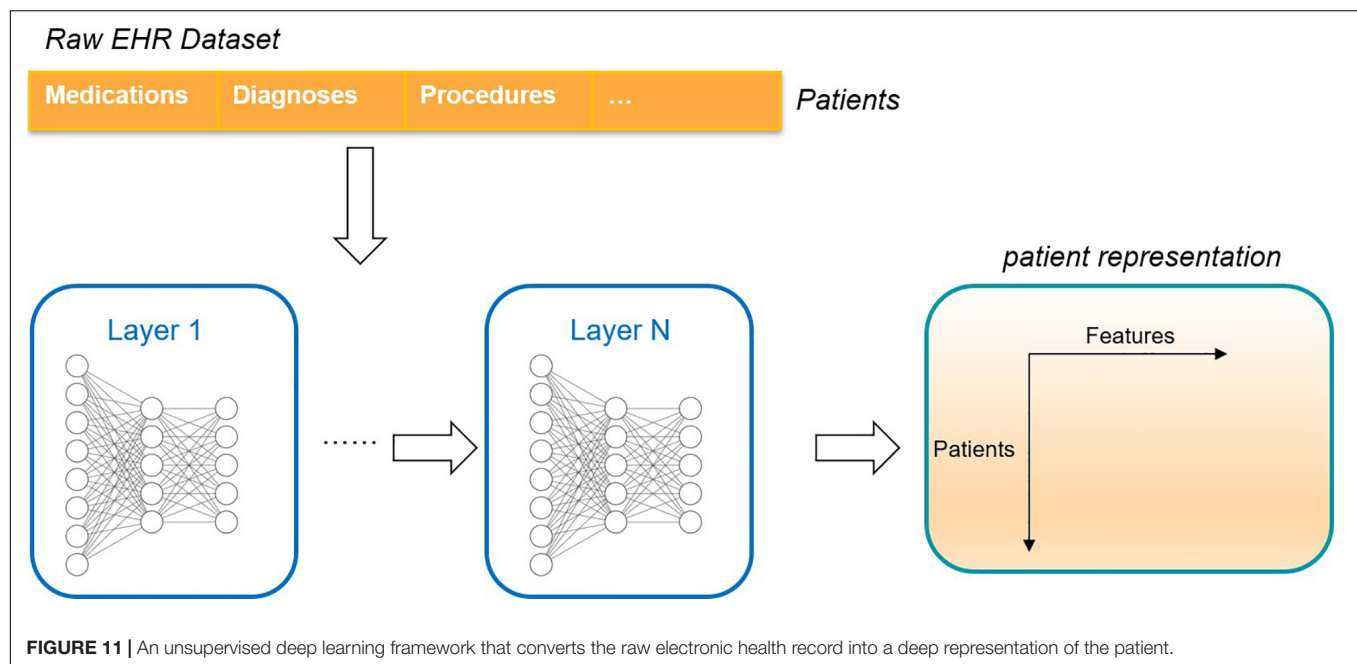 Raw EHR Dataset
Medications Diagnoses Procedures ... Patients
patient representation
Layer 1
......
Layer N
Features
Patients
FIGURE 11 | An unsupervised deep learning framework that converts the raw electronic health record into a deep representation of the patient.